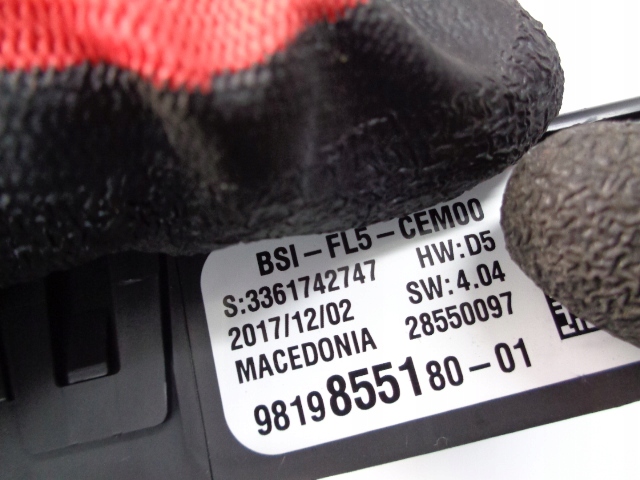 BSI-FL5-CEM00
S:3361742747 HW:D5
2017/12/02 SW:4.04
MACEDONIA 28550097
9819855180-01